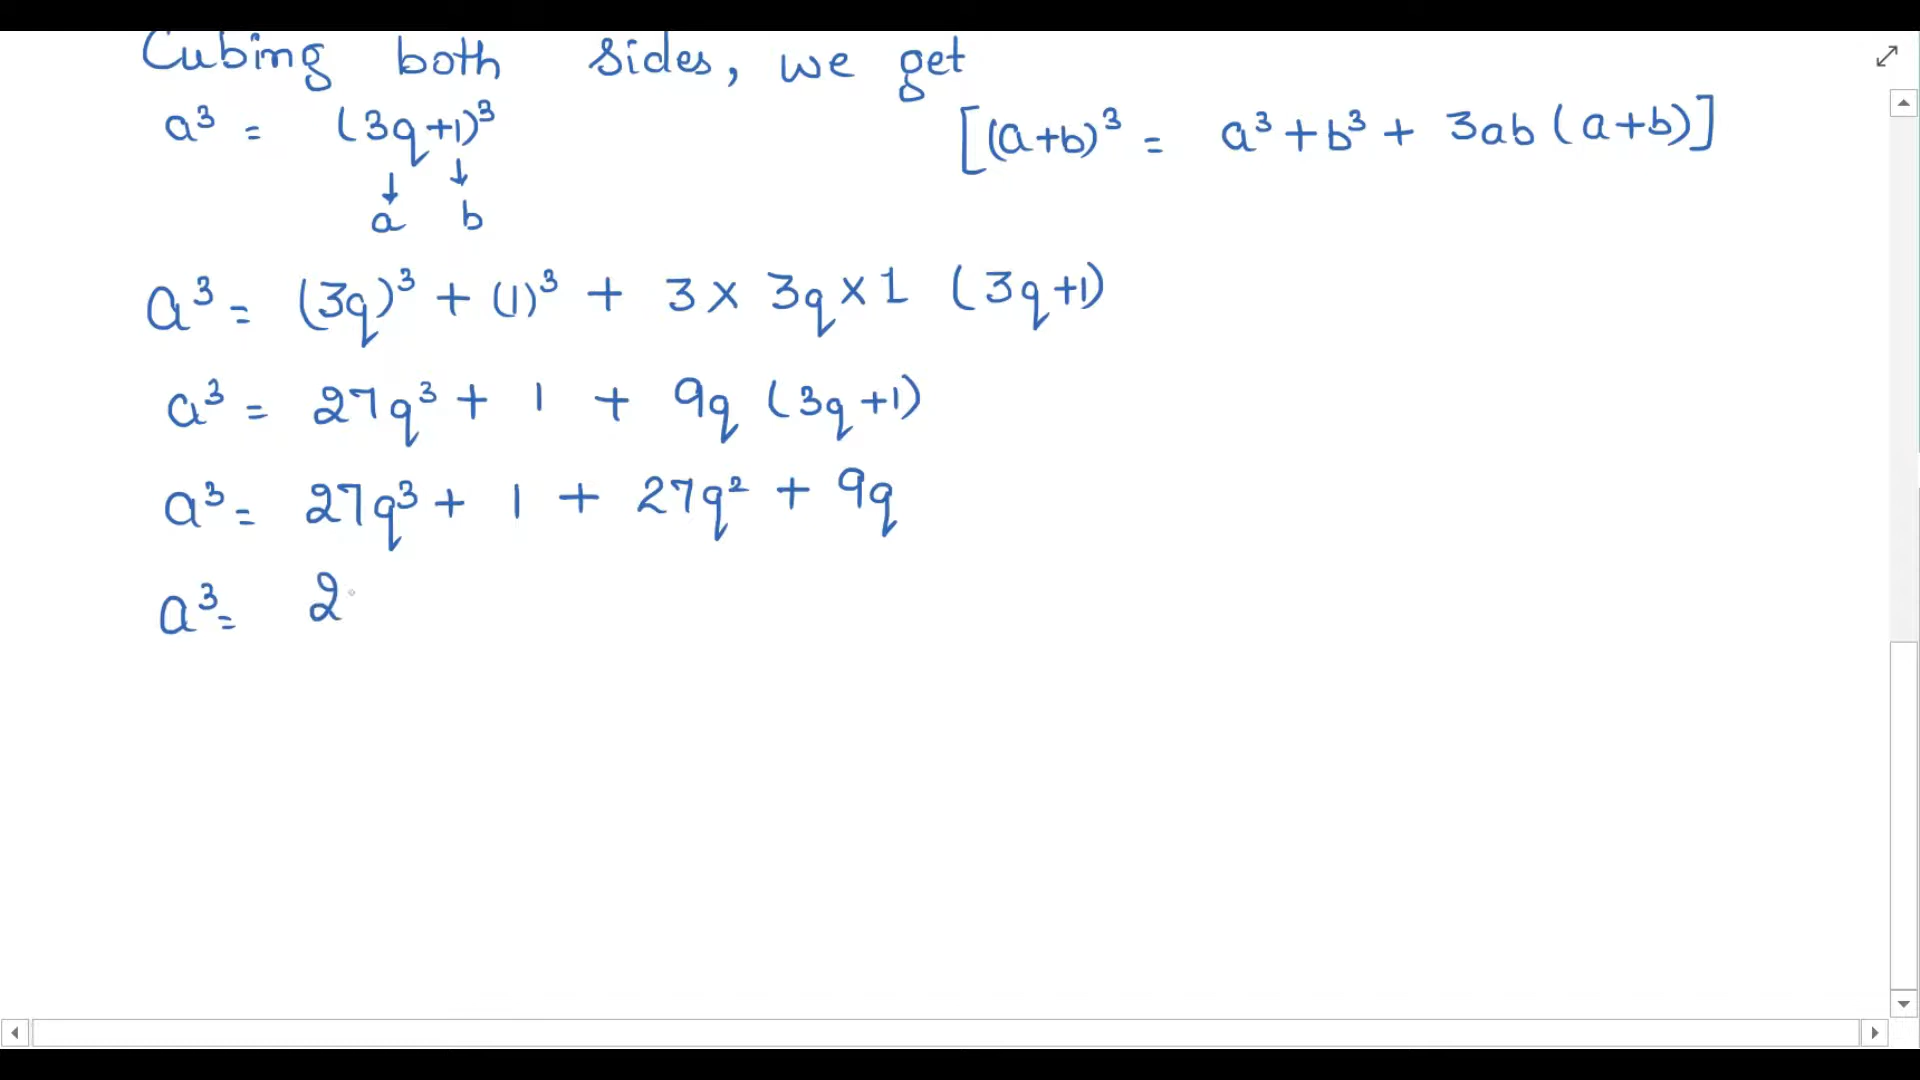 Cubing both sides, we get
a³ = (3q+1)³ [(a+b)³ = a³+b³+ 3ab(a+b)]
↓ ↓
a b
a³ = (3q)³ + (1)³ + 3 × 3q × 1 (3q+1)
a³ = 27q³ + 1 + 9q (3q+1)
a³ = 27q³ + 1 + 27q² + 9q
a³ = 2